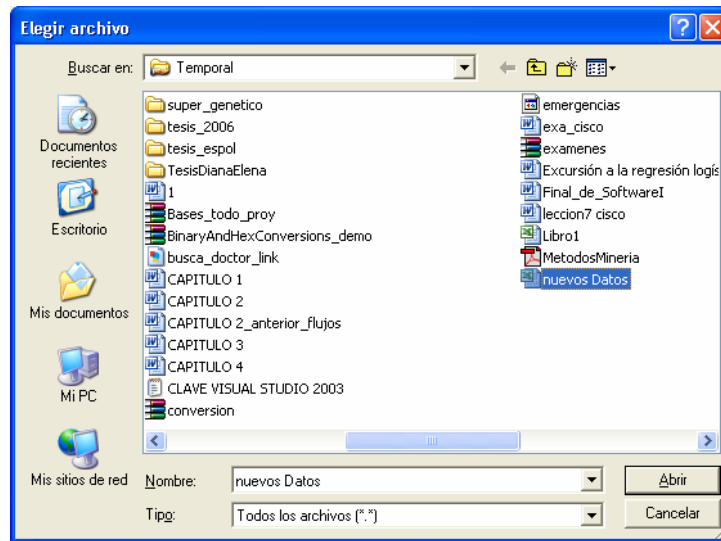 Elegir archivo
Buscar en: Temporal
Documentos
recientes
Escritorio
Mis documentos
Mi PC
Mis sitios de red
super_genetico
tesis_2006
tesis_espol
TesisDianaElena
1
Bases_todo_proy
BinaryAndHexConversions_demo
busca_doctor_link
CAPITULO 1
CAPITULO 2
CAPITULO 2_anterior_flujos
CAPITULO 3
CAPITULO 4
CLAVE VISUAL STUDIO 2003
conversion
emergencias
exa_cisco
examenes
Excursión a la regresión logís
Final_de_SoftwareI
leccion7 cisco
Libro1
MetodosMineria
nuevos Datos
Nombre: nuevos Datos Abrir
Tipo: Todos los archivos (*.*) Cancelar